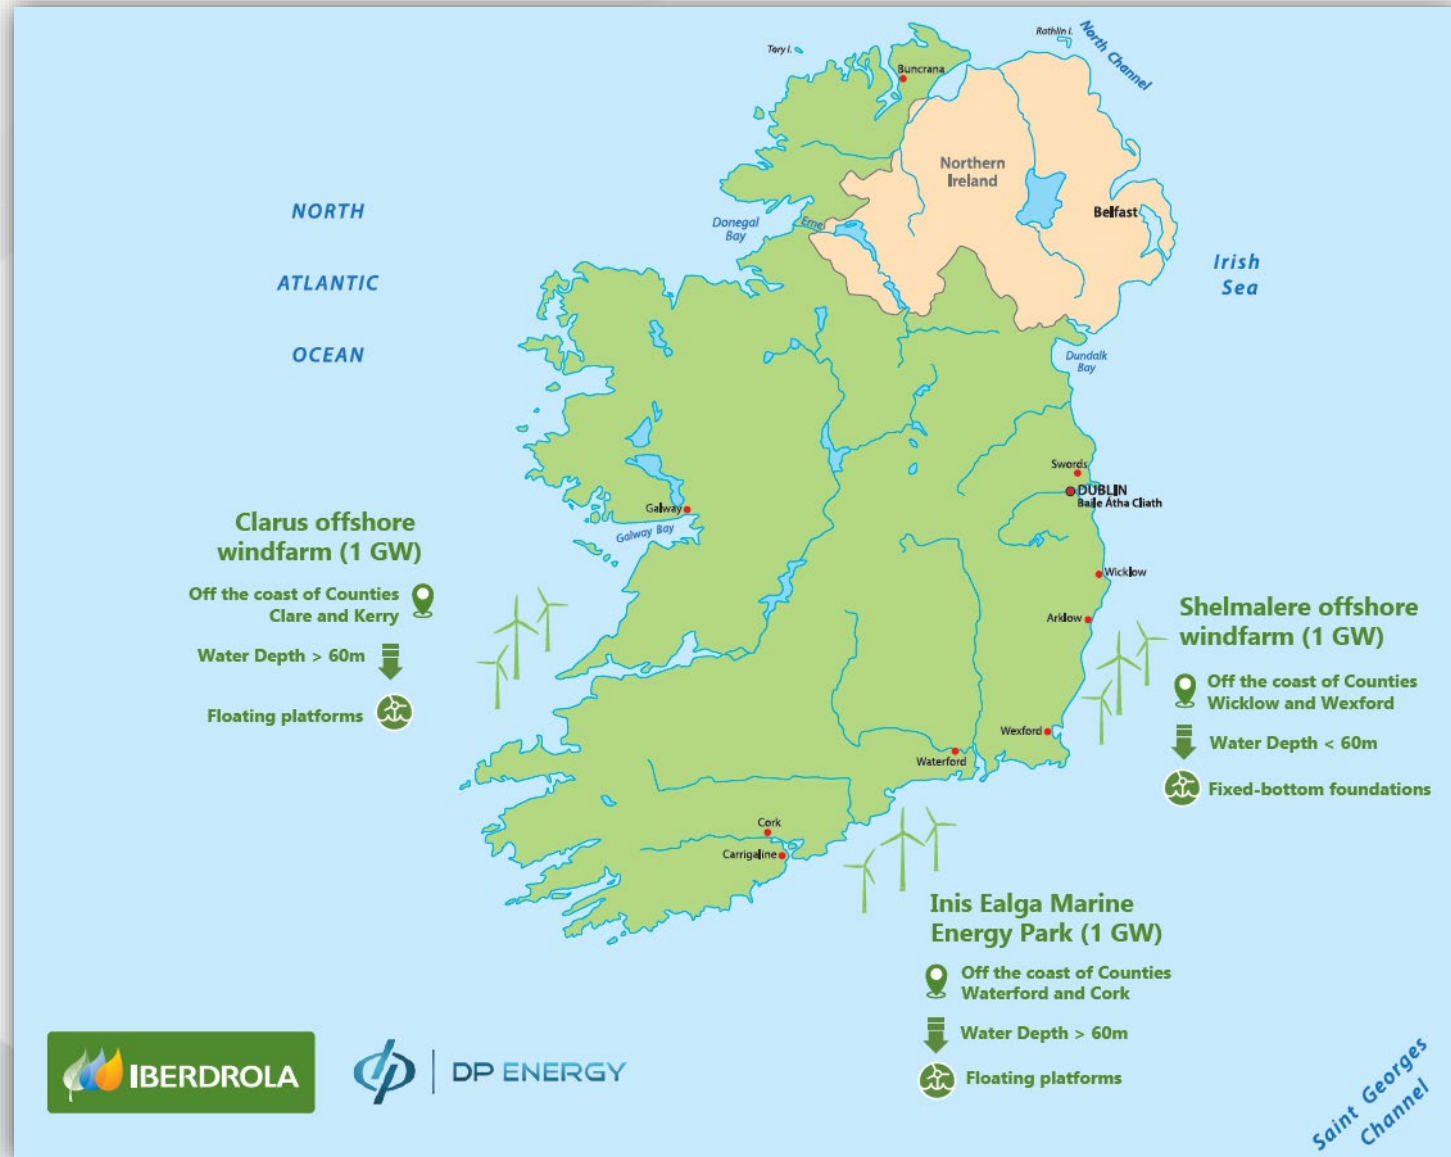 Tory I.
Rathlin I.
North Channel
Buncrana
Northern
Ireland
Belfast
NORTH
ATLANTIC
OCEAN
Donegal
Bay
Erne
Irish
Sea
Dundalk
Bay
Swords
DUBLIN
Baile Átha Cliath
Galway
Galway Bay
Wicklow
Arklow
Wexford
Waterford
Cork
Carrigaline
Clarus offshore
windfarm (1 GW)
Off the coast of Counties
Clare and Kerry
Water Depth > 60m
Floating platforms
Shelmalere offshore
windfarm (1 GW)
Off the coast of Counties
Wicklow and Wexford
Water Depth < 60m
Fixed-bottom foundations
Inis Ealga Marine
Energy Park (1 GW)
Off the coast of Counties
Waterford and Cork
Water Depth > 60m
Floating platforms
IBERDROLA
DP ENERGY
Saint Georges
Channel